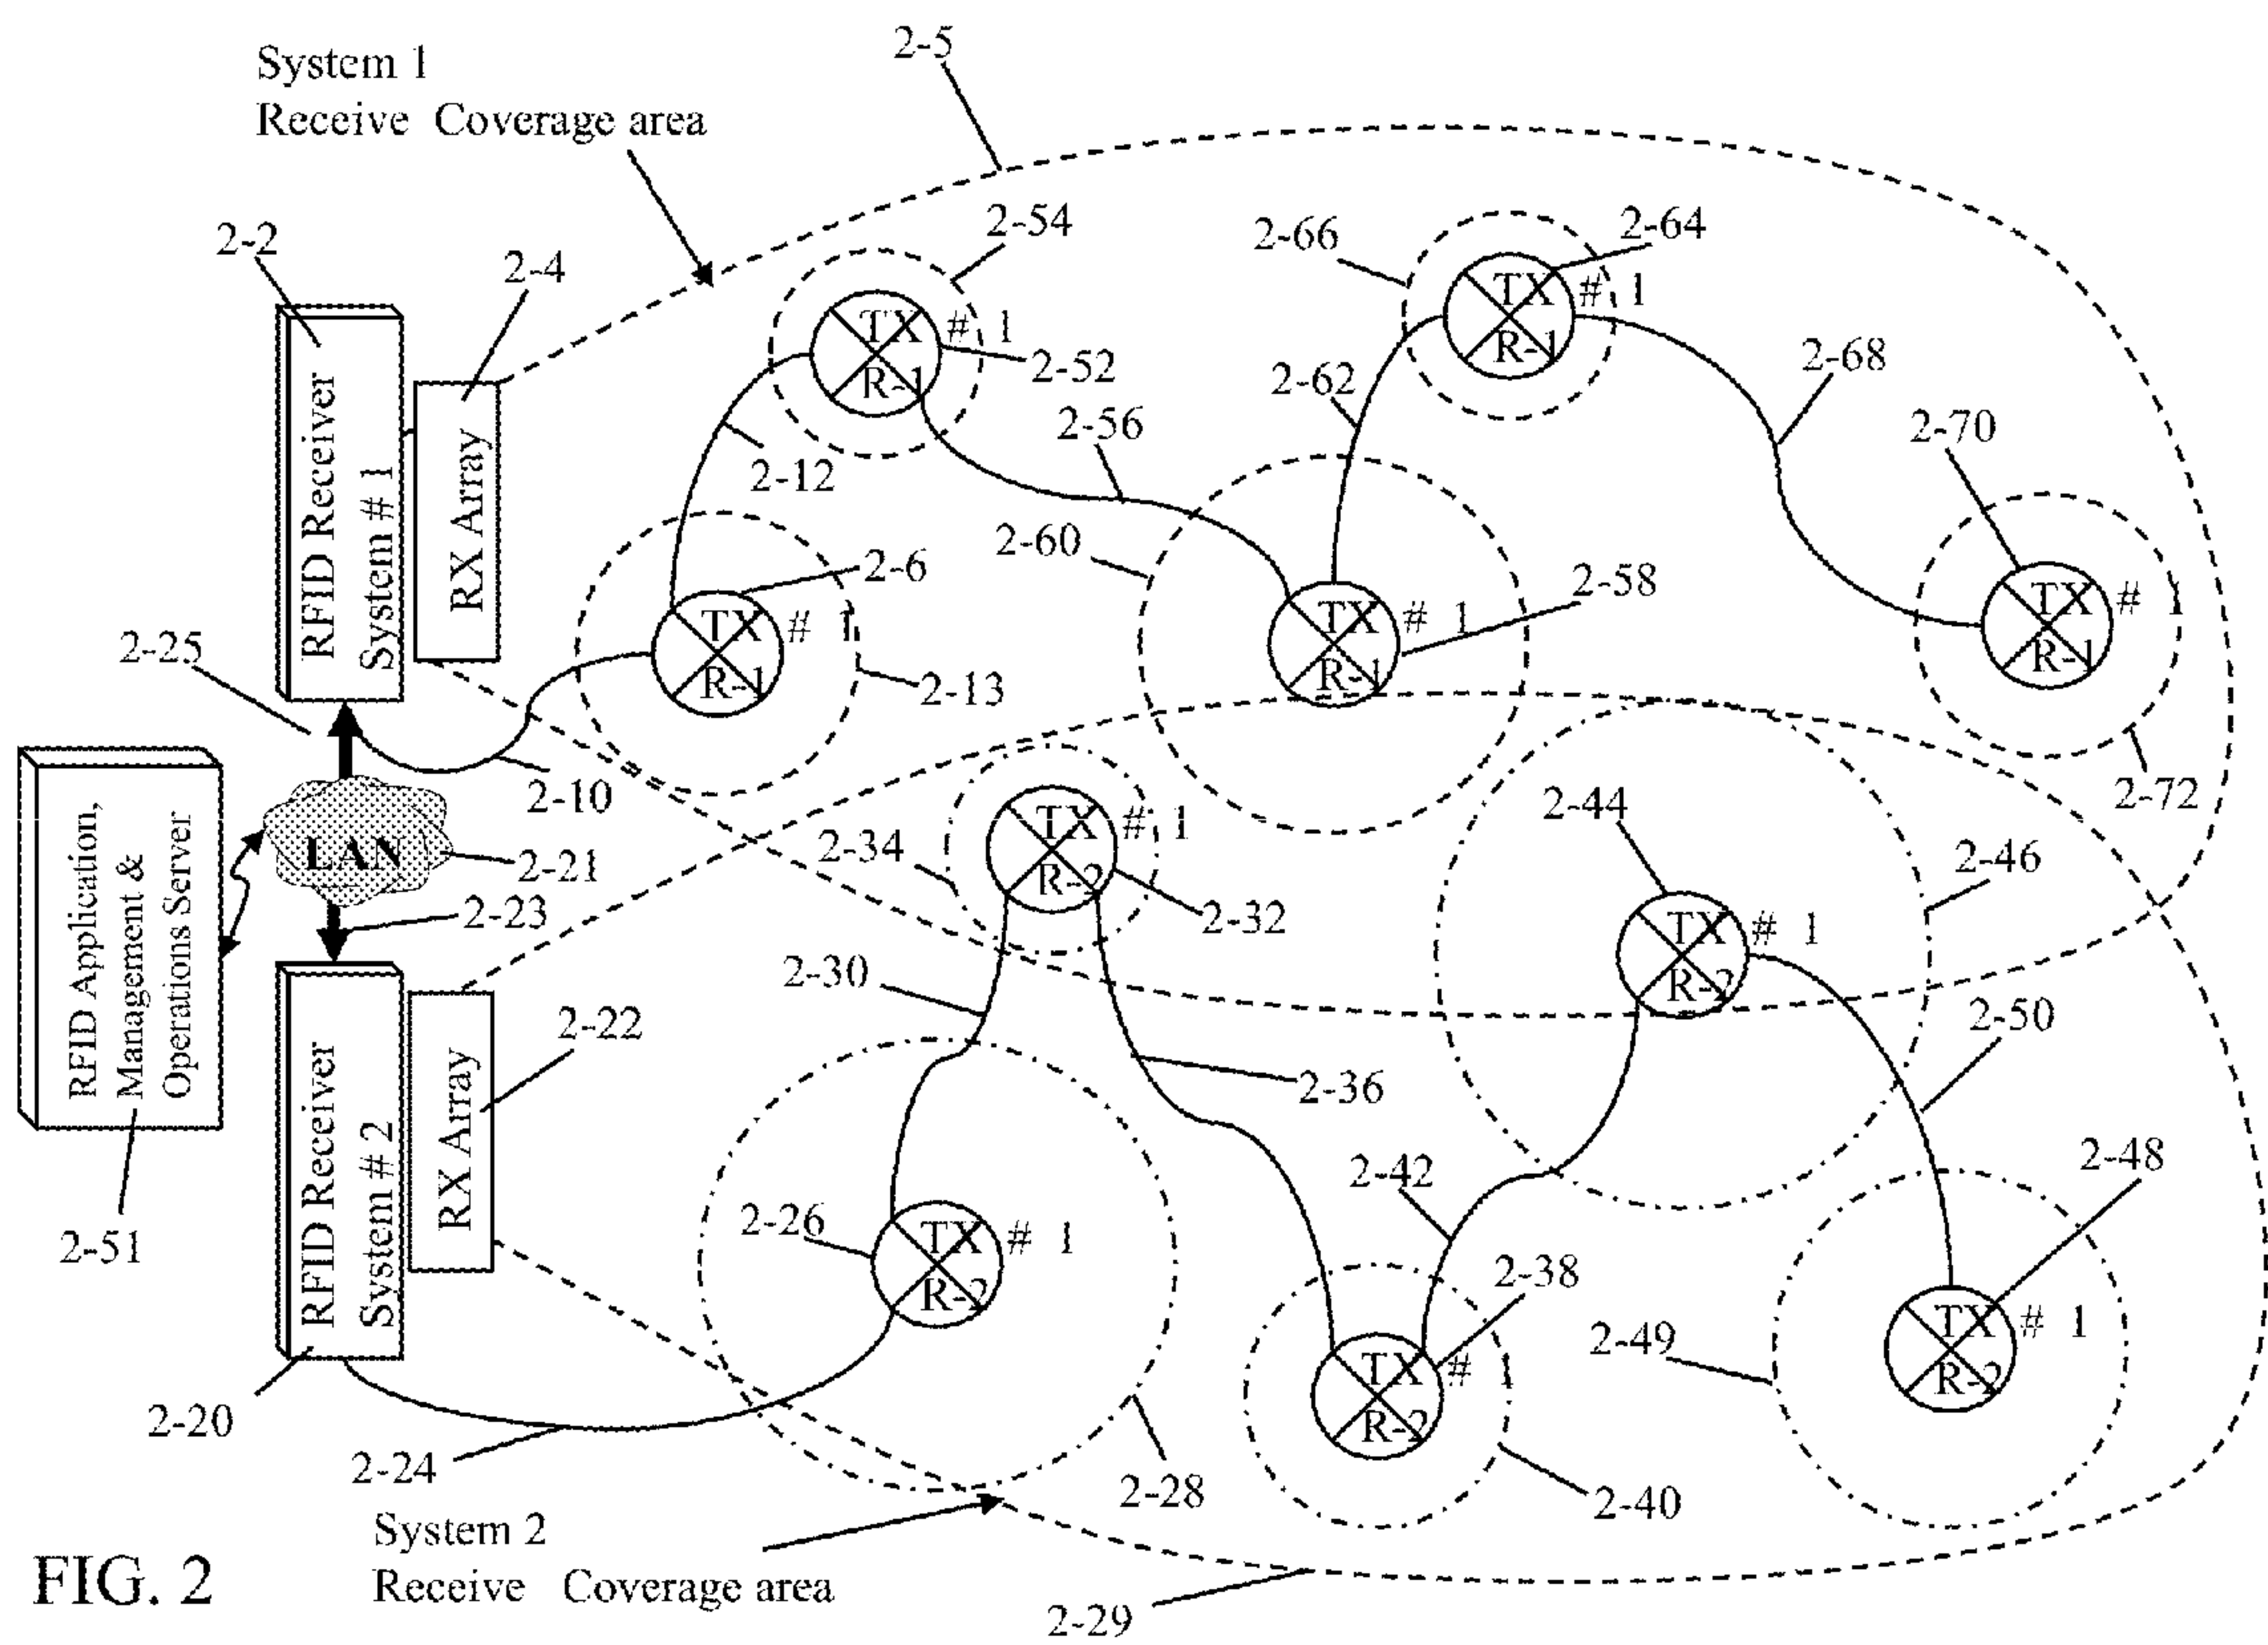 System 1
Receive Coverage area
2-5
2-2
2-4
2-54
2-66
2-64
TX # 1
R-1
2-52
2-12
2-56
2-62
TX # 1
R-1
2-68
2-70
RFID Receiver
System # 1
RX Array
2-60
2-6
TX # 1
R-1
2-13
2-58
TX # 1
R-1
TX # 1
R-1
2-72
2-25
2-10
LAN
2-21
2-23
RFID Application,
Management &
Operations Server
2-51
2-34
TX # 1
R-2
2-32
2-44
TX # 1
R-2
2-46
2-30
2-36
2-50
RFID Receiver
System # 2
RX Array
2-22
2-20
2-24
2-26
TX # 1
R-2
2-28
2-42
2-38
TX # 1
R-2
2-40
2-48
2-49
TX # 1
R-2
System 2
Receive Coverage area
2-29
FIG. 2